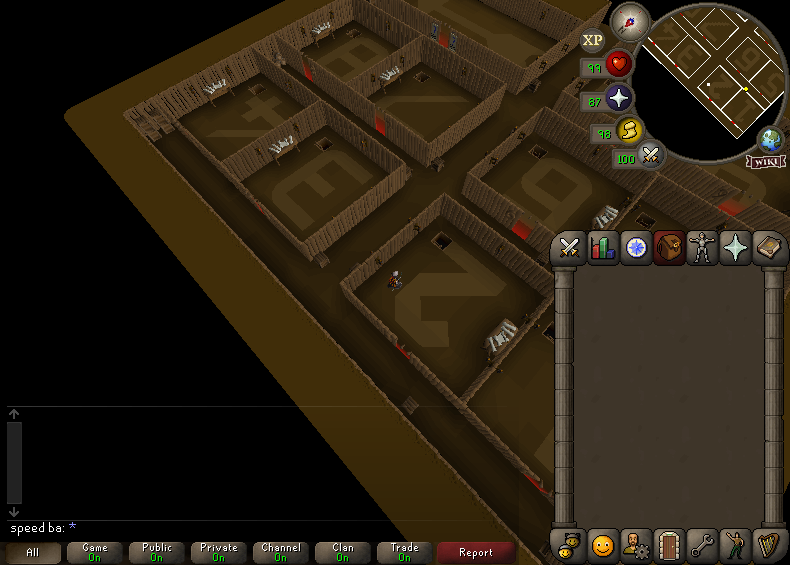 XP
99
67
98
100
WIKI
speed ba: *
All
Game
On
Public
On
Private
On
Channel
On
Clan
On
Trade
On
Report